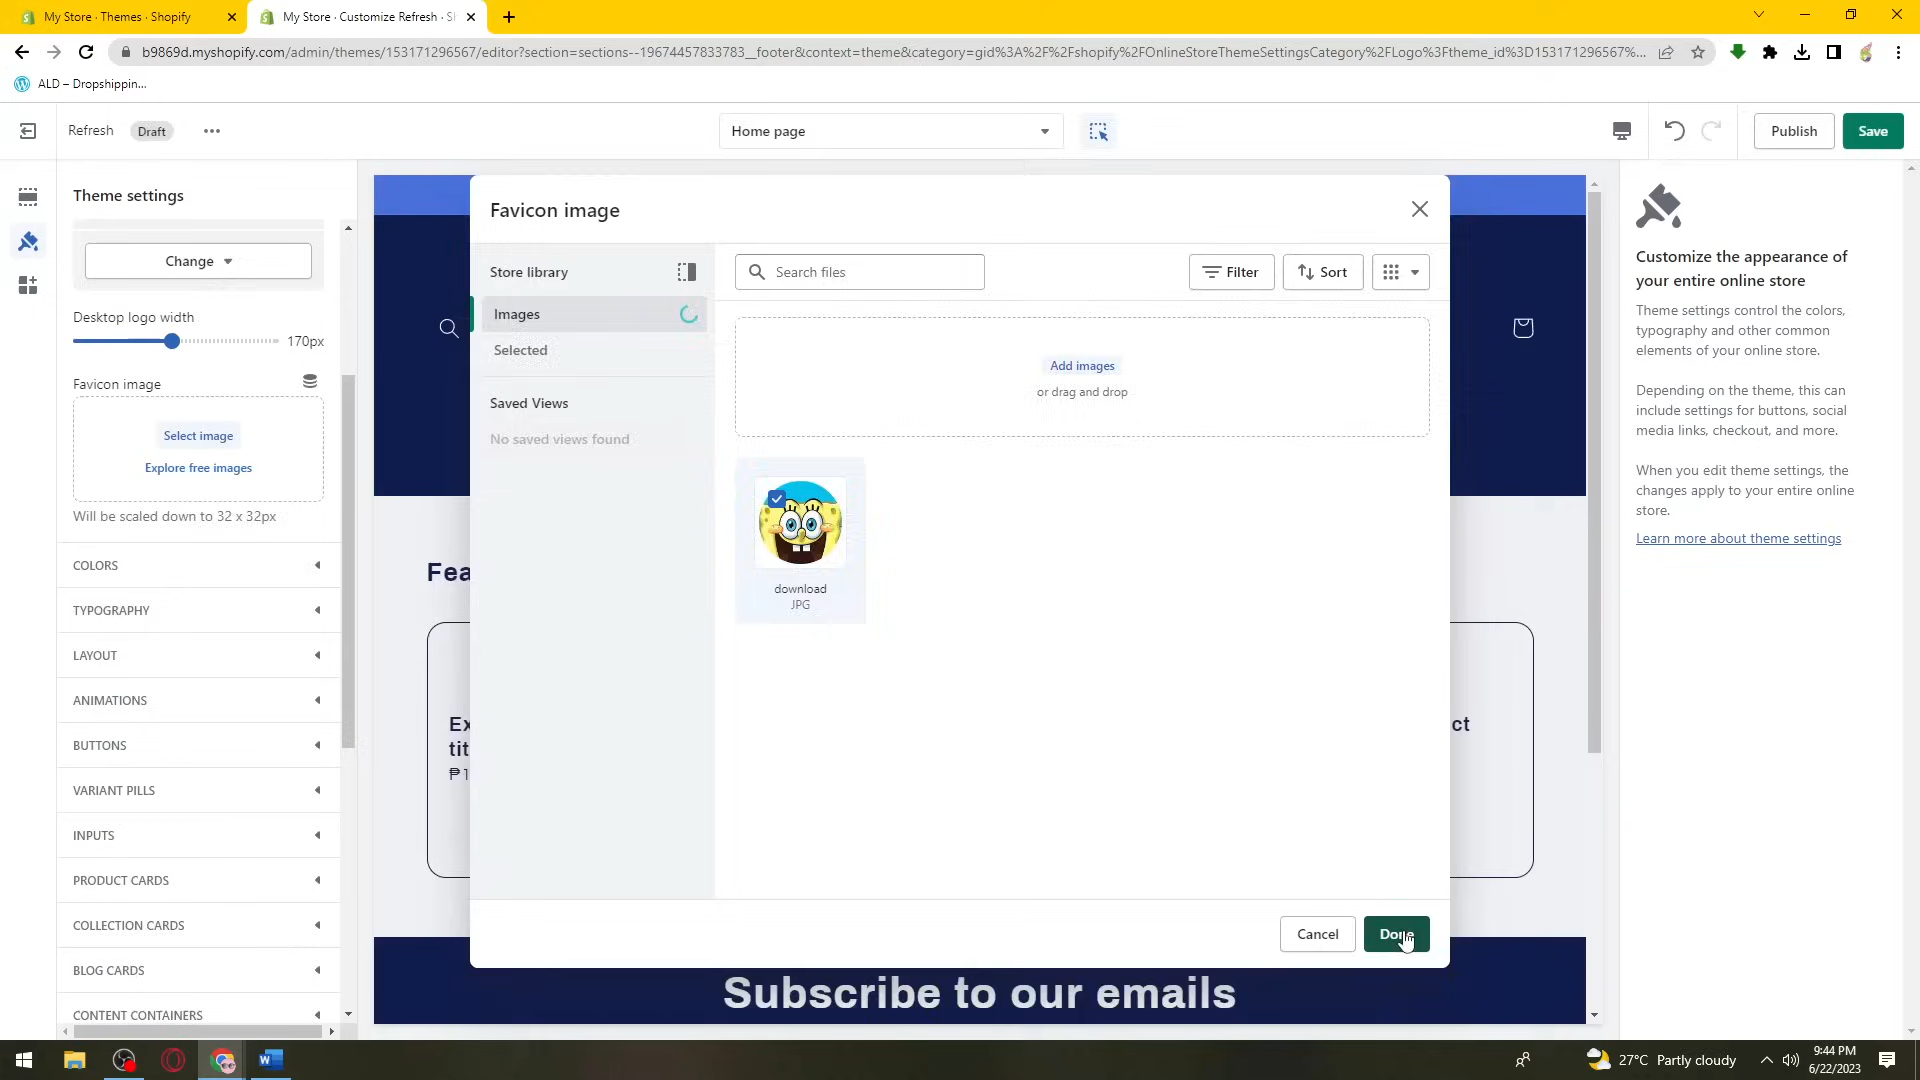 My Store · Themes · Shopify
My Store · Customize Refresh · Sh
b9869d.myshopify.com/admin/themes/153171296567/editor?section=sections--19674457833783__footer&context=theme&category=gid%3A%2F%2Fshopify%2FOnlineStoreThemeSettingsCategory%2FLogo%3Ftheme_id%3D153171296567%...
ALD – Dropshippin...
Refresh
Draft
Home page
Publish
Save
Theme settings
Change
Desktop logo width
170px
Favicon image
Select image
Explore free images
Will be scaled down to 32 x 32px
COLORS
TYPOGRAPHY
LAYOUT
ANIMATIONS
BUTTONS
VARIANT PILLS
INPUTS
PRODUCT CARDS
COLLECTION CARDS
BLOG CARDS
CONTENT CONTAINERS
Favicon image
Store library
Images
Selected
Saved Views
No saved views found
Search files
Filter
Sort
Add images
or drag and drop
download
JPG
Cancel
Done
Fea
Ex
tit
₱1
ct
Subscribe to our emails
Customize the appearance of
your entire online store
Theme settings control the colors,
typography and other common
elements of your online store.
Depending on the theme, this can
include settings for buttons, social
media links, checkout, and more.
When you edit theme settings, the
changes apply to your entire online
store.
Learn more about theme settings
27°C Partly cloudy
9:44 PM
6/22/2023